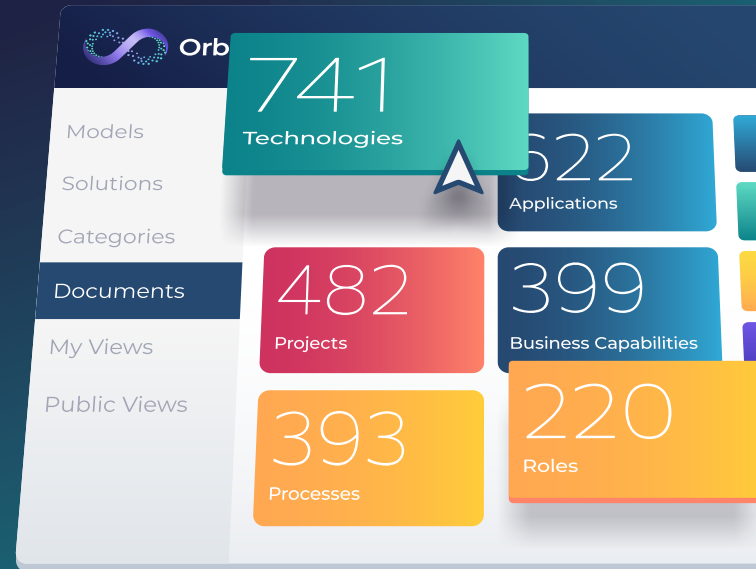 Orb
741
Technologies
622
Applications
Models
Solutions
Categories
Documents
My Views
Public Views
482
Projects
399
Business Capabilities
393
Processes
220
Roles